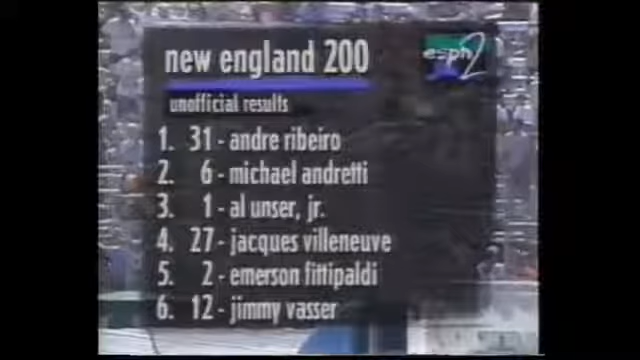 new england 200
espn2
unofficial results
1. 31 - andre ribeiro
2. 6 - michael andretti
3. 1 - al unser, jr.
4. 27 - jacques villeneuve
5. 2 - emerson fittipaldi
6. 12 - jimmy vasser